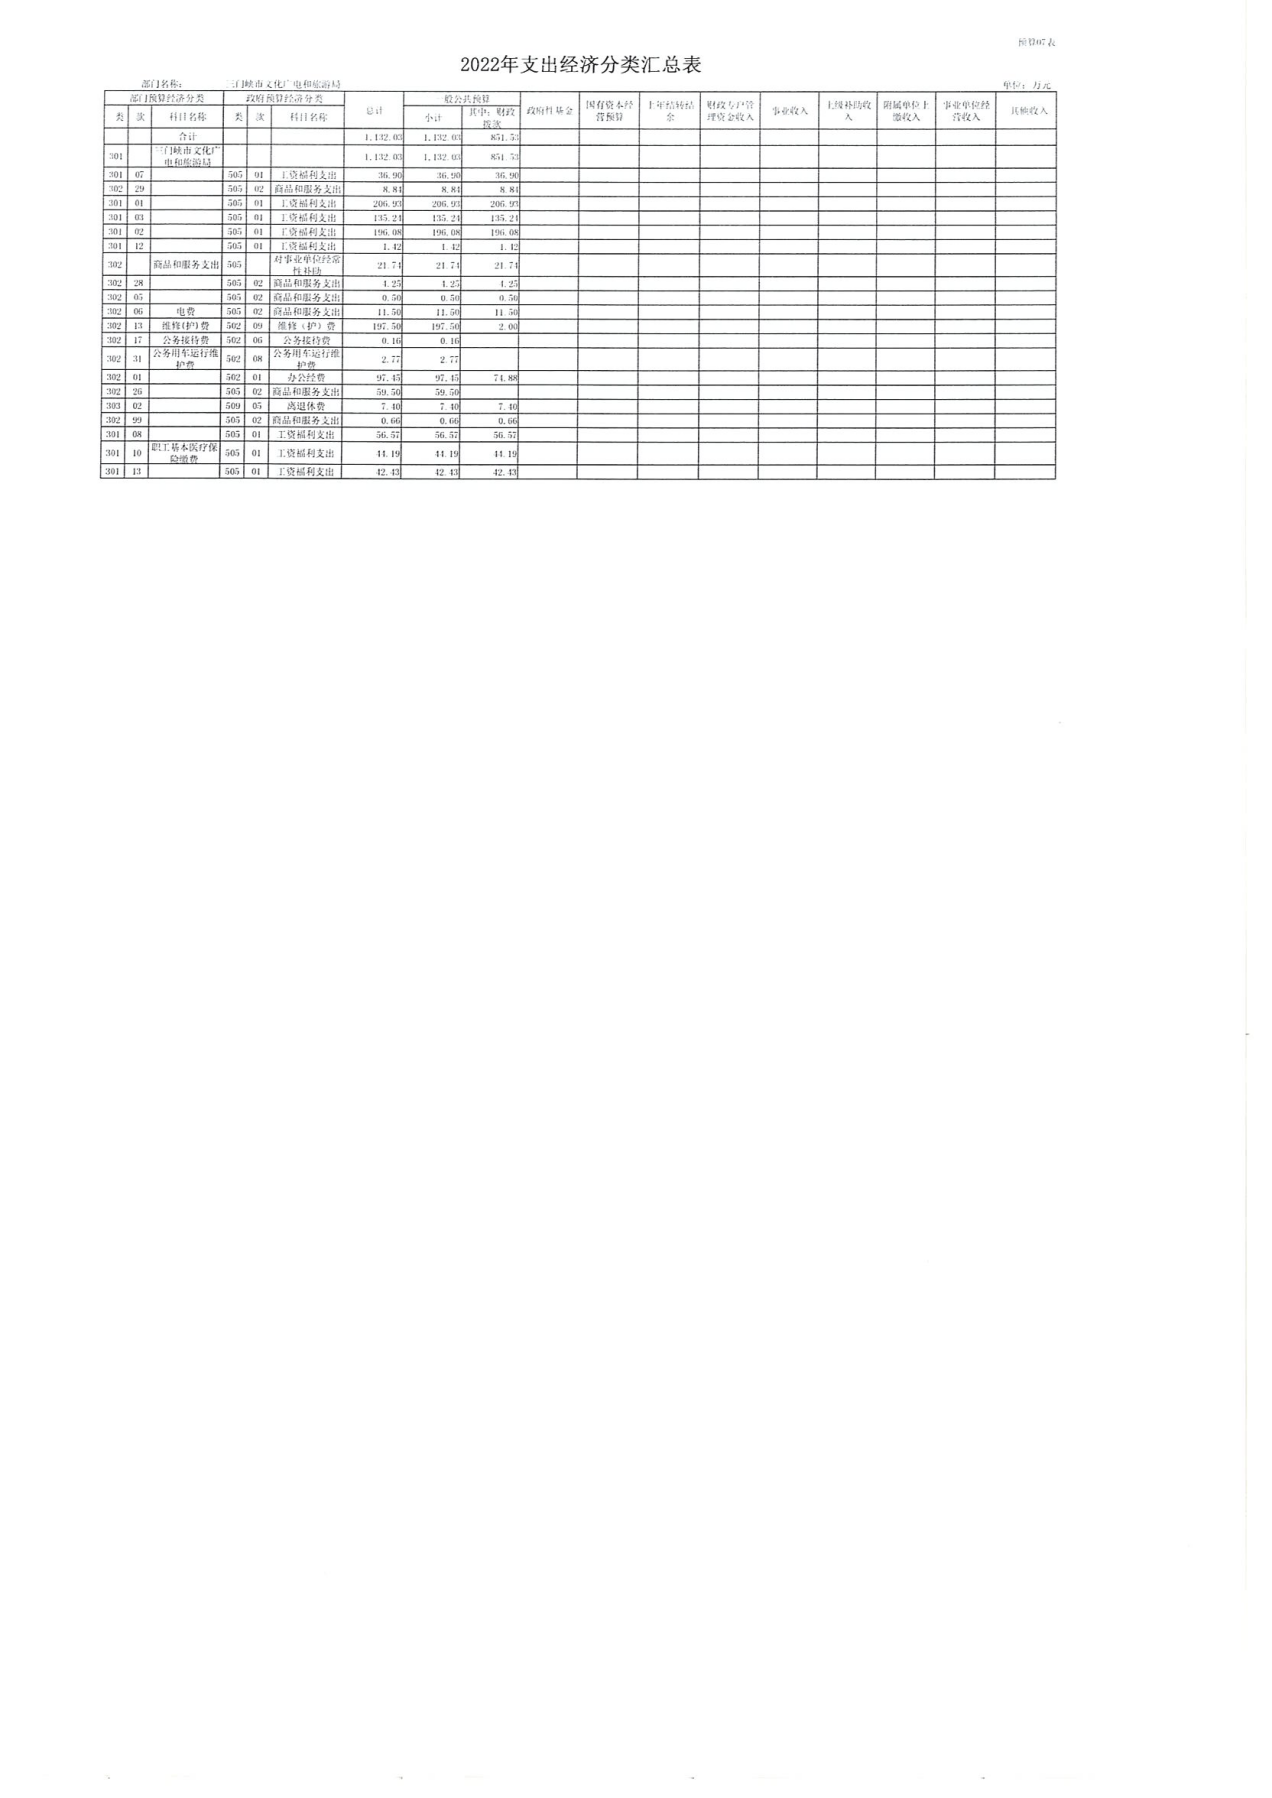 预算07表
2022年支出经济分类汇总表
部门名称： 三门峡市文化广电和旅游局 单位：万元
部门预算经济分类 政府预算经济分类 总计 一般公共预算 政府性基金 国有资本经营预算 上年结转结余 财政专户管理资金收入 事业收入 上级补助收入 附属单位上缴收入 事业单位经营收入 其他收入
类 次 科目名称 类 次 科目名称 小计 其中：财政拨款
合计 1,132.03 1,132.03 851.53
301 三门峡市文化广电和旅游局 1,132.03 1,132.03 851.53
301 07 505 01 工资福利支出 36.90 36.90 36.90
302 29 505 02 商品和服务支出 8.84 8.84 8.84
301 01 505 01 工资福利支出 206.93 206.93 206.93
301 03 505 01 工资福利支出 135.24 135.24 135.24
301 02 505 01 工资福利支出 196.08 196.08 196.08
301 12 505 01 工资福利支出 1.42 1.42 1.42
302 商品和服务支出 505 对事业单位经常性补助 21.74 21.74 21.74
302 28 505 02 商品和服务支出 4.25 4.25 4.25
302 05 505 02 商品和服务支出 0.50 0.50 0.50
302 06 电费 505 02 商品和服务支出 11.50 11.50 11.50
302 13 维修(护)费 502 09 维修（护）费 197.50 197.50 2.00
302 17 公务接待费 502 06 公务接待费 0.16 0.16
302 31 公务用车运行维护费 502 08 公务用车运行维护费 2.77 2.77
302 01 502 01 办公经费 97.45 97.45 74.88
302 26 505 02 商品和服务支出 59.50 59.50
303 02 509 05 离退休费 7.40 7.40 7.40
302 99 505 02 商品和服务支出 0.66 0.66 0.66
301 08 505 01 工资福利支出 56.57 56.57 56.57
301 10 职工基本医疗保险缴费 505 01 工资福利支出 44.19 44.19 44.19
301 13 505 01 工资福利支出 42.43 42.43 42.43